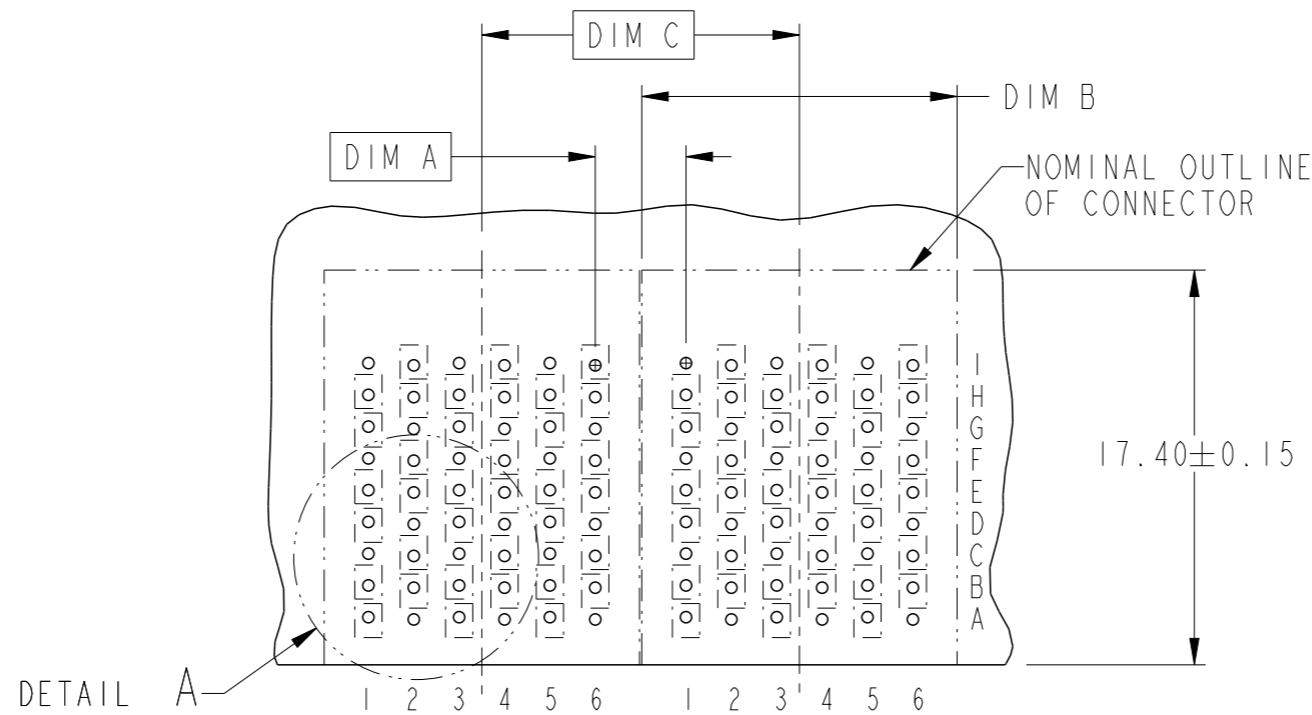 DIM C
DIM B
DIM A
NOMINAL OUTLINE
OF CONNECTOR
I
H
G
F
E
D
C
B
A
17.40±0.15
DETAIL A
1 2 3 4 5 6 1 2 3 4 5 6